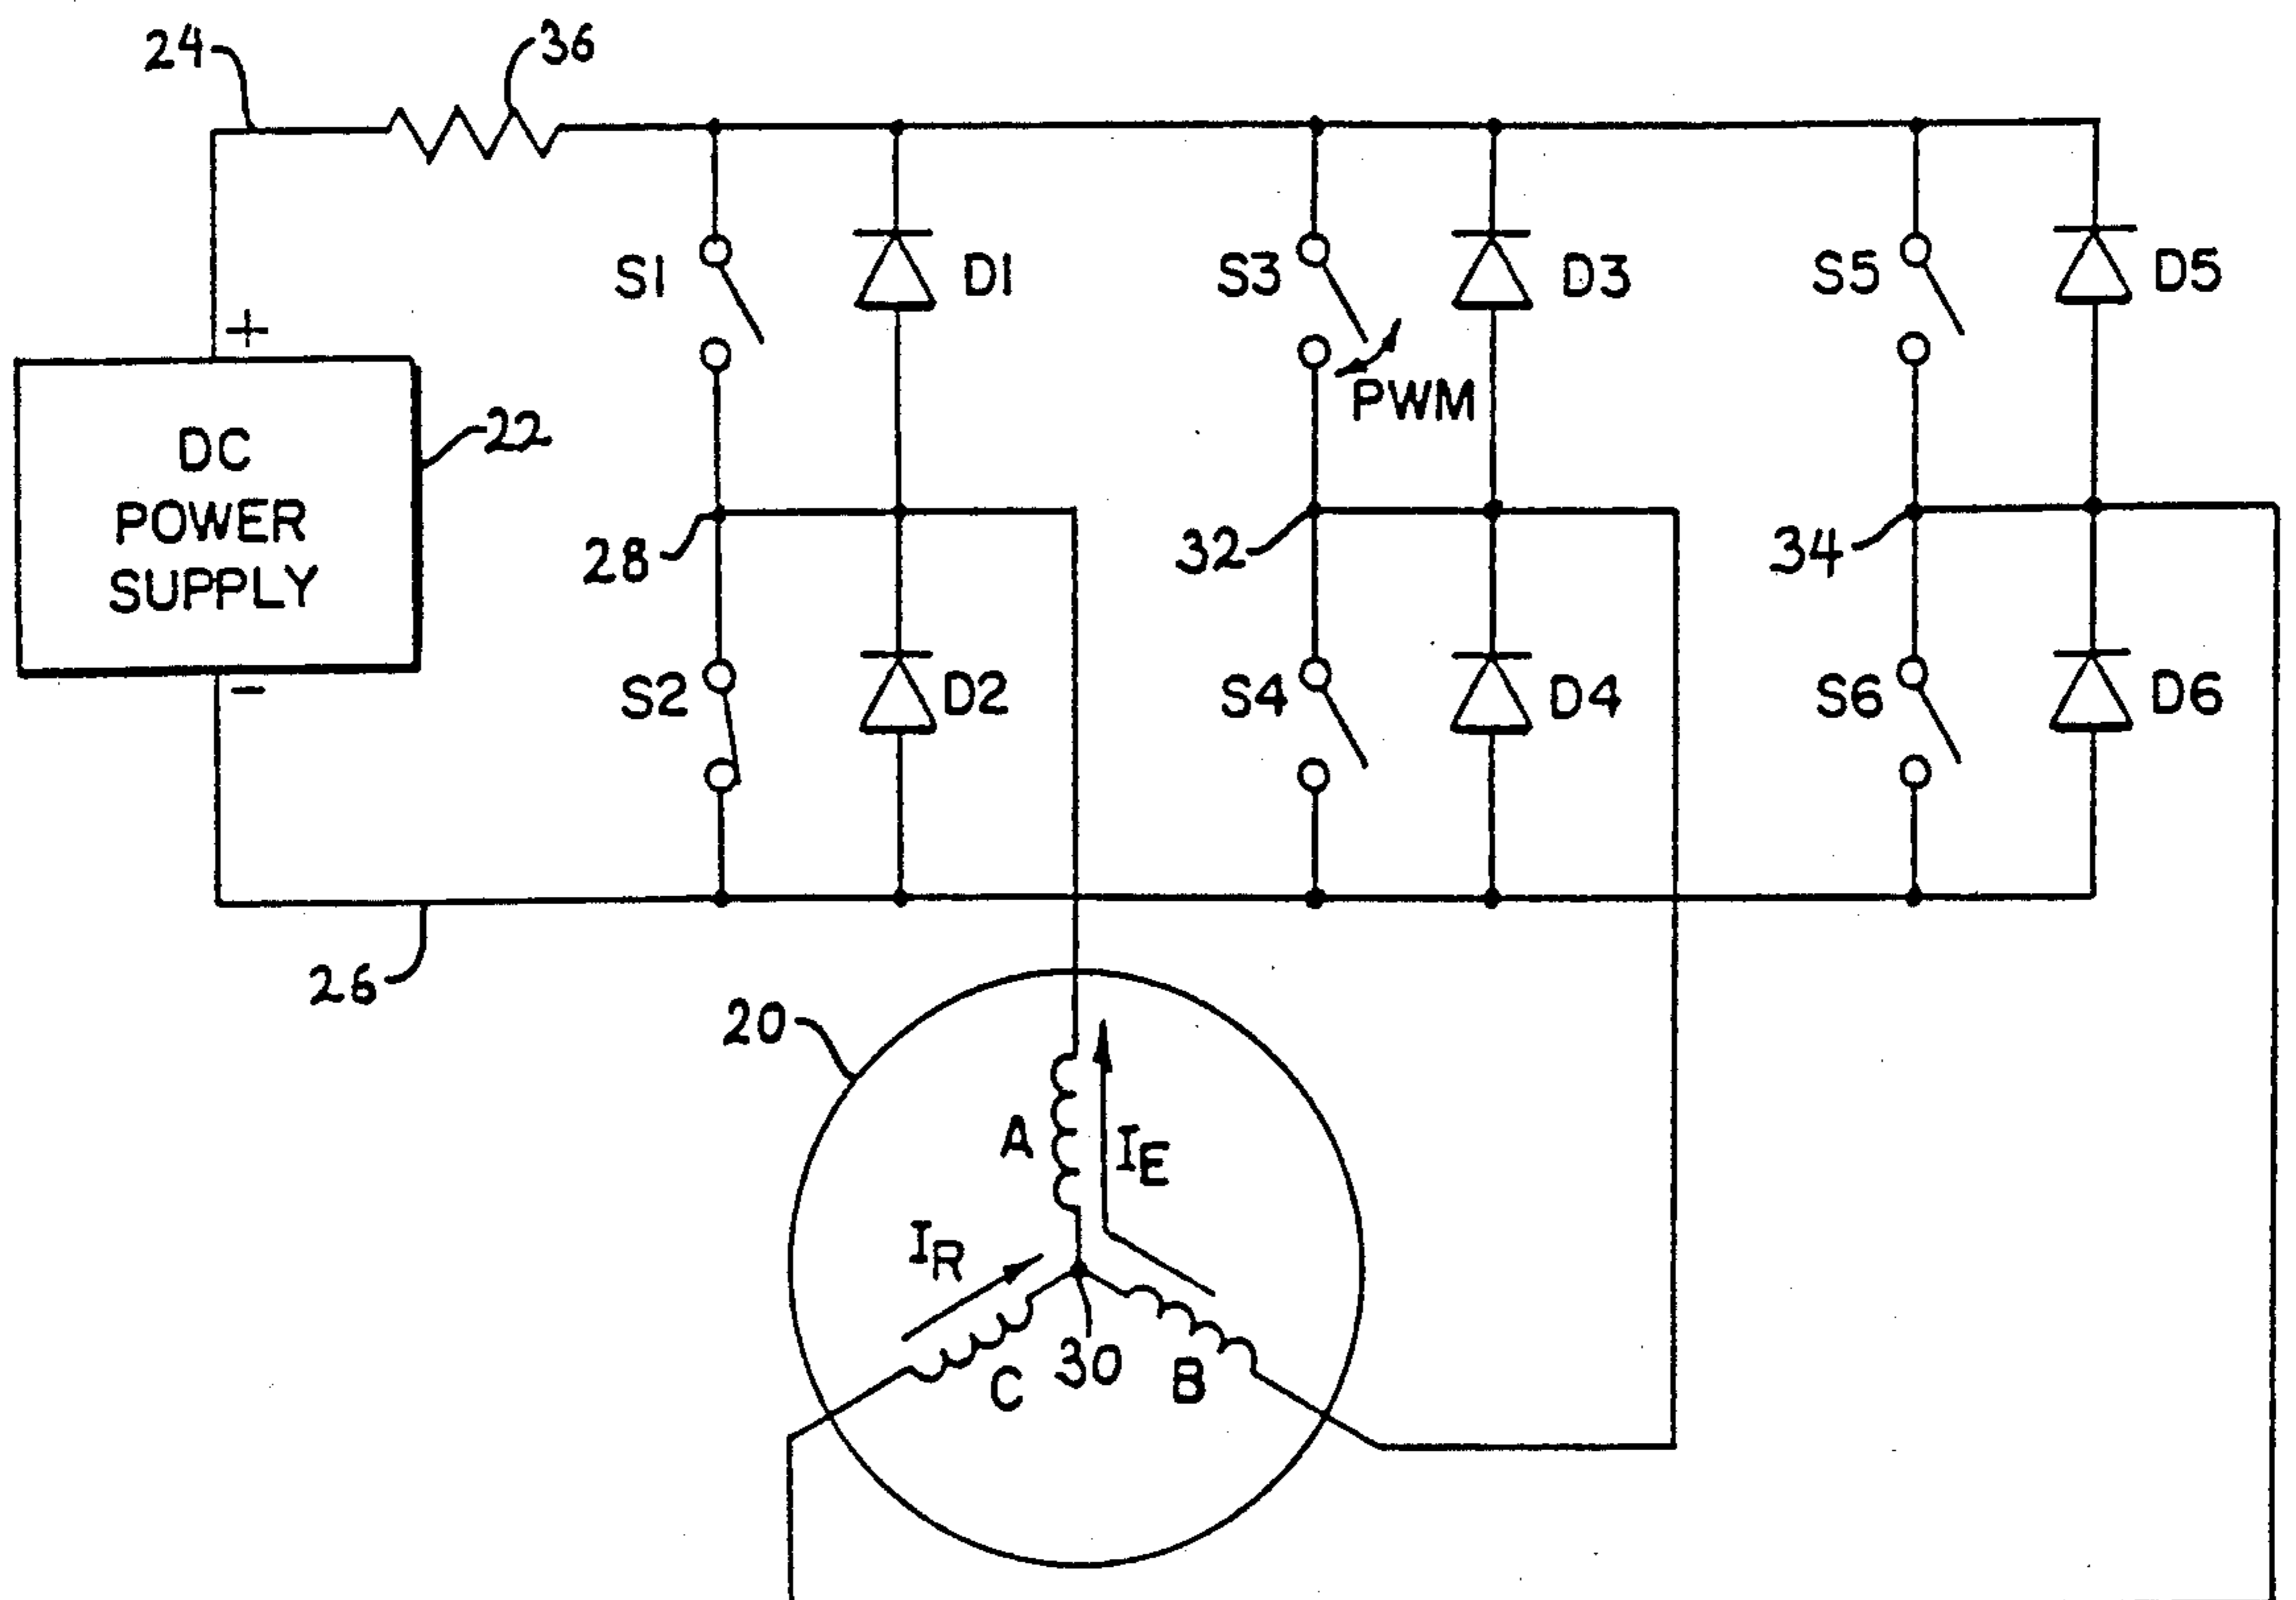 24
36
S1
D1
S3
D3
S5
D5
+
PWM
DC
POWER
SUPPLY
22
28
32
34
-
S2
D2
S4
D4
S6
D6
26
20
A
IE
IR
30
C
B